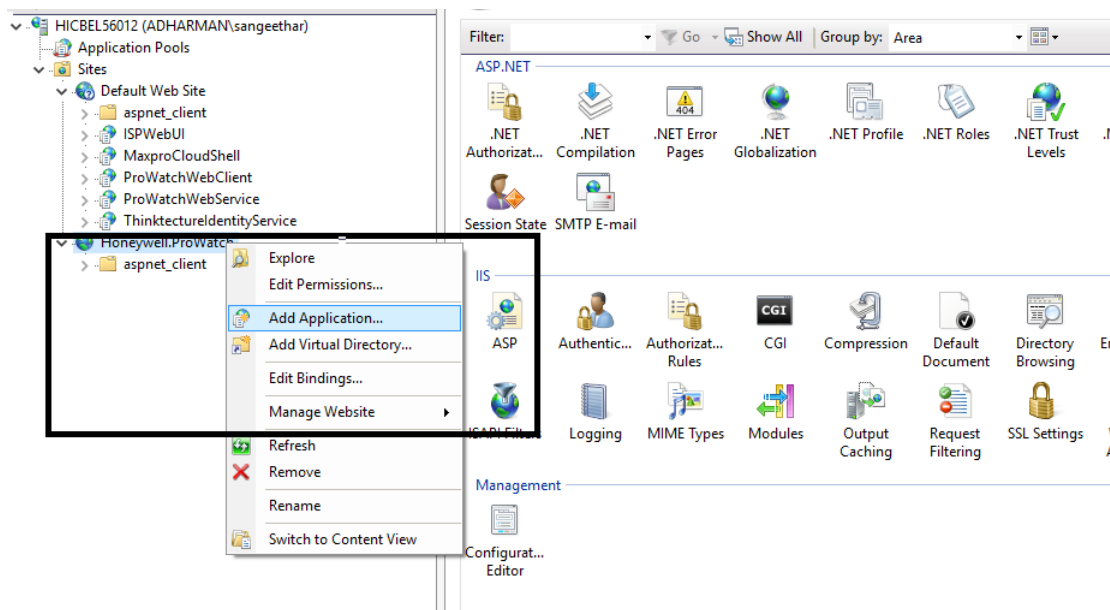 HICBEL56012 (ADHARMAN\sangeethar)
Application Pools
Sites
Default Web Site
aspnet_client
ISPWebUI
MaxproCloudShell
ProWatchWebClient
ProWatchWebService
ThinktectureIdentityService
Honeywell.ProWatch
aspnet_client
Explore
Edit Permissions...
Add Application...
Add Virtual Directory...
Edit Bindings...
Manage Website
Refresh
Remove
Rename
Switch to Content View
Filter: Go Show All Group by: Area
ASP.NET
.NET Authorizat...
.NET Compilation
404
.NET Error Pages
.NET Globalization
.NET Profile
.NET Roles
.NET Trust Levels
Session State
SMTP E-mail
IIS
ASP
Authentic...
Authorizat... Rules
CGI
CGI
Compression
Default Document
Directory Browsing
ISAPI Filters
Logging
MIME Types
Modules
Output Caching
Request Filtering
SSL Settings
Management
Configurat... Editor